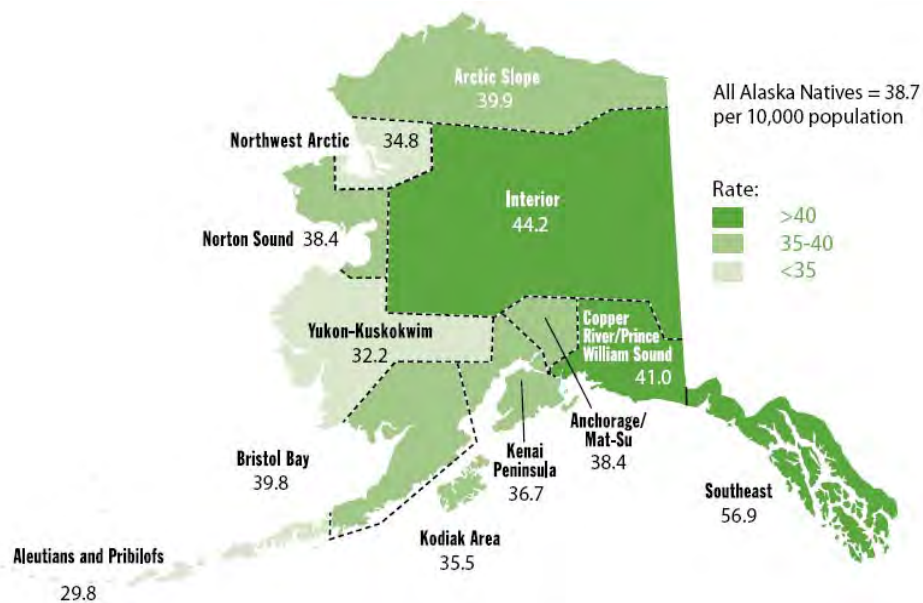 Arctic Slope
39.9
All Alaska Natives = 38.7
per 10,000 population
Northwest Arctic
34.8
Rate:
>40
35-40
<35
Interior
44.2
Norton Sound
38.4
Copper
River/Prince
William Sound
41.0
Yukon-Kuskokwim
32.2
Anchorage/
Mat-Su
38.4
Bristol Bay
39.8
Kenai
Peninsula
36.7
Southeast
56.9
Kodiak Area
35.5
Aleutians and Pribilofs
29.8